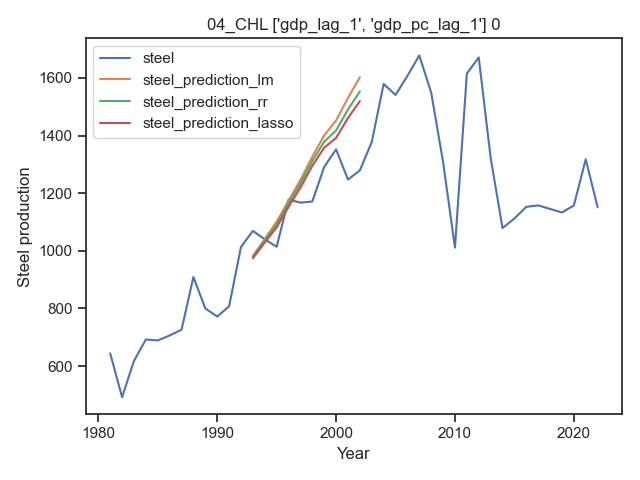 04_CHL ['gdp_lag_1', 'gdp_pc_lag_1'] 0
steel
steel_prediction_lm
steel_prediction_rr
steel_prediction_lasso
Steel production
1600
1400
1200
1000
800
600
1980
1990
2000
2010
2020
Year